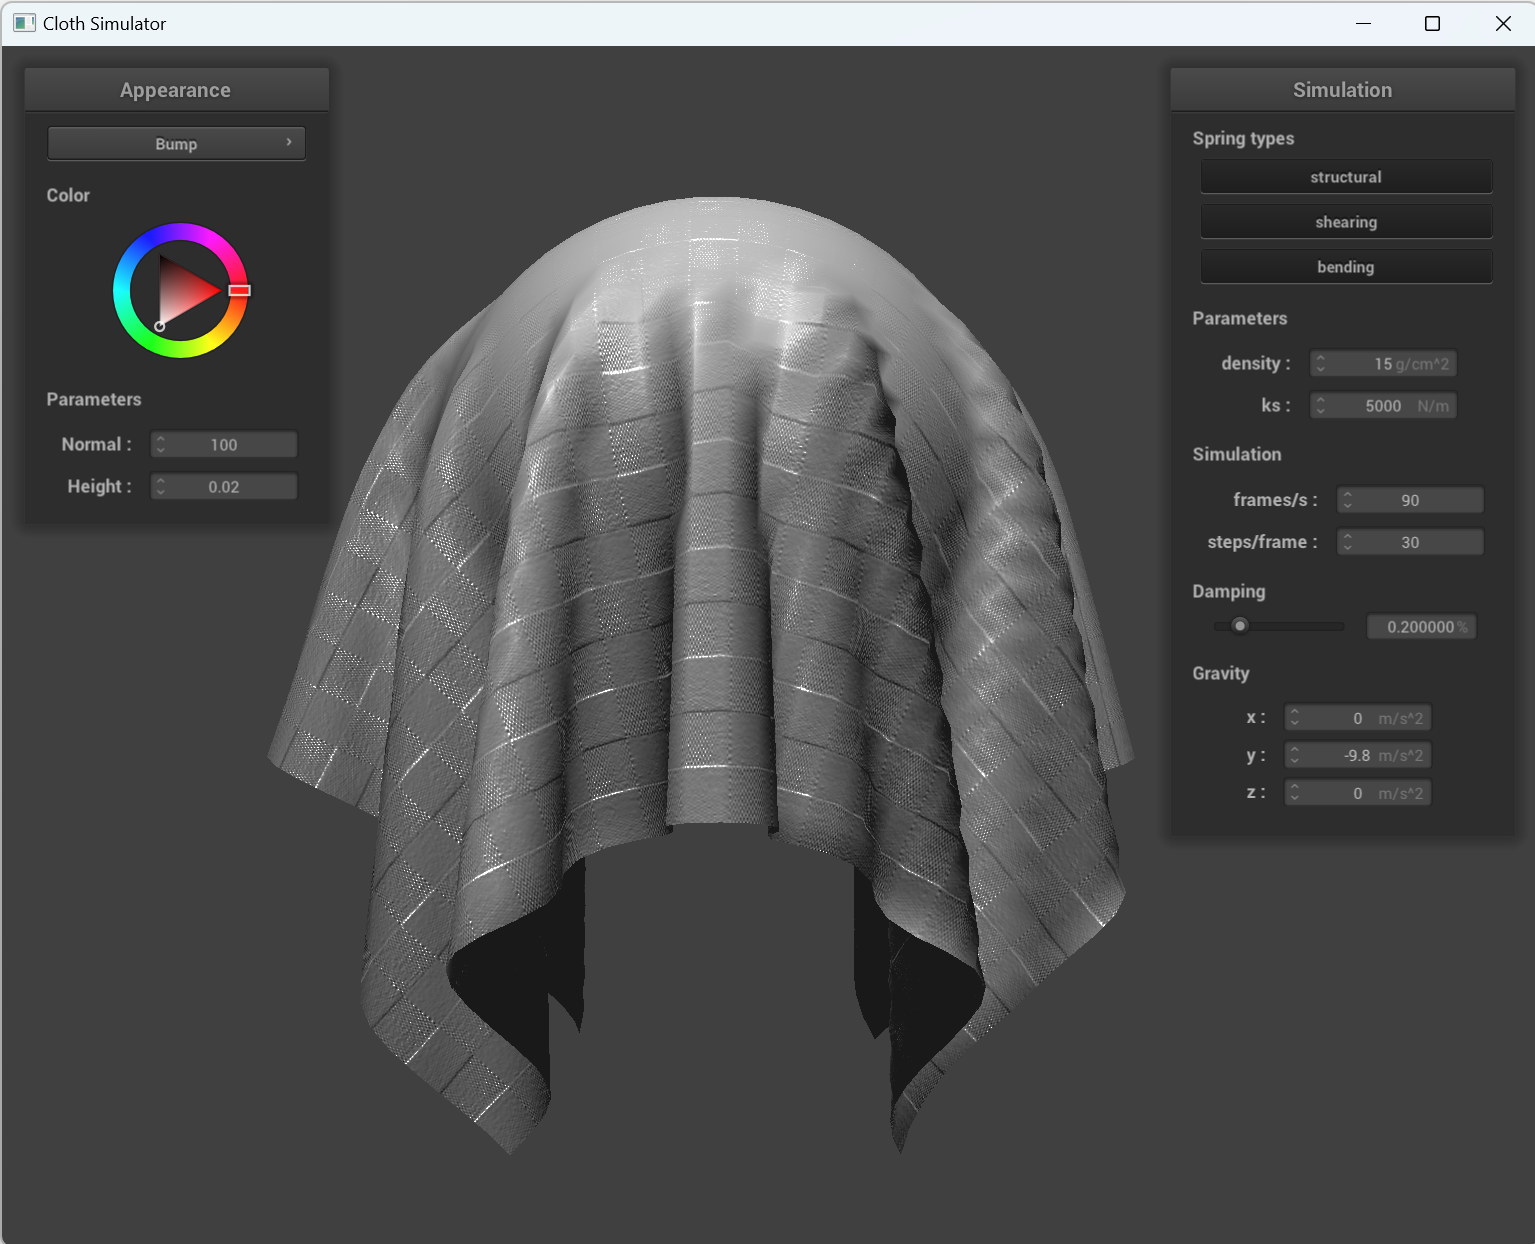 Cloth Simulator
Appearance
Bump
Color
Parameters
Normal : 100
Height : 0.02
Simulation
Spring types
structural
shearing
bending
Parameters
density : 15 g/cm^2
ks : 5000 N/m
Simulation
frames/s : 90
steps/frame : 30
Damping
0.200000 %
Gravity
x : 0 m/s^2
y : -9.8 m/s^2
z : 0 m/s^2